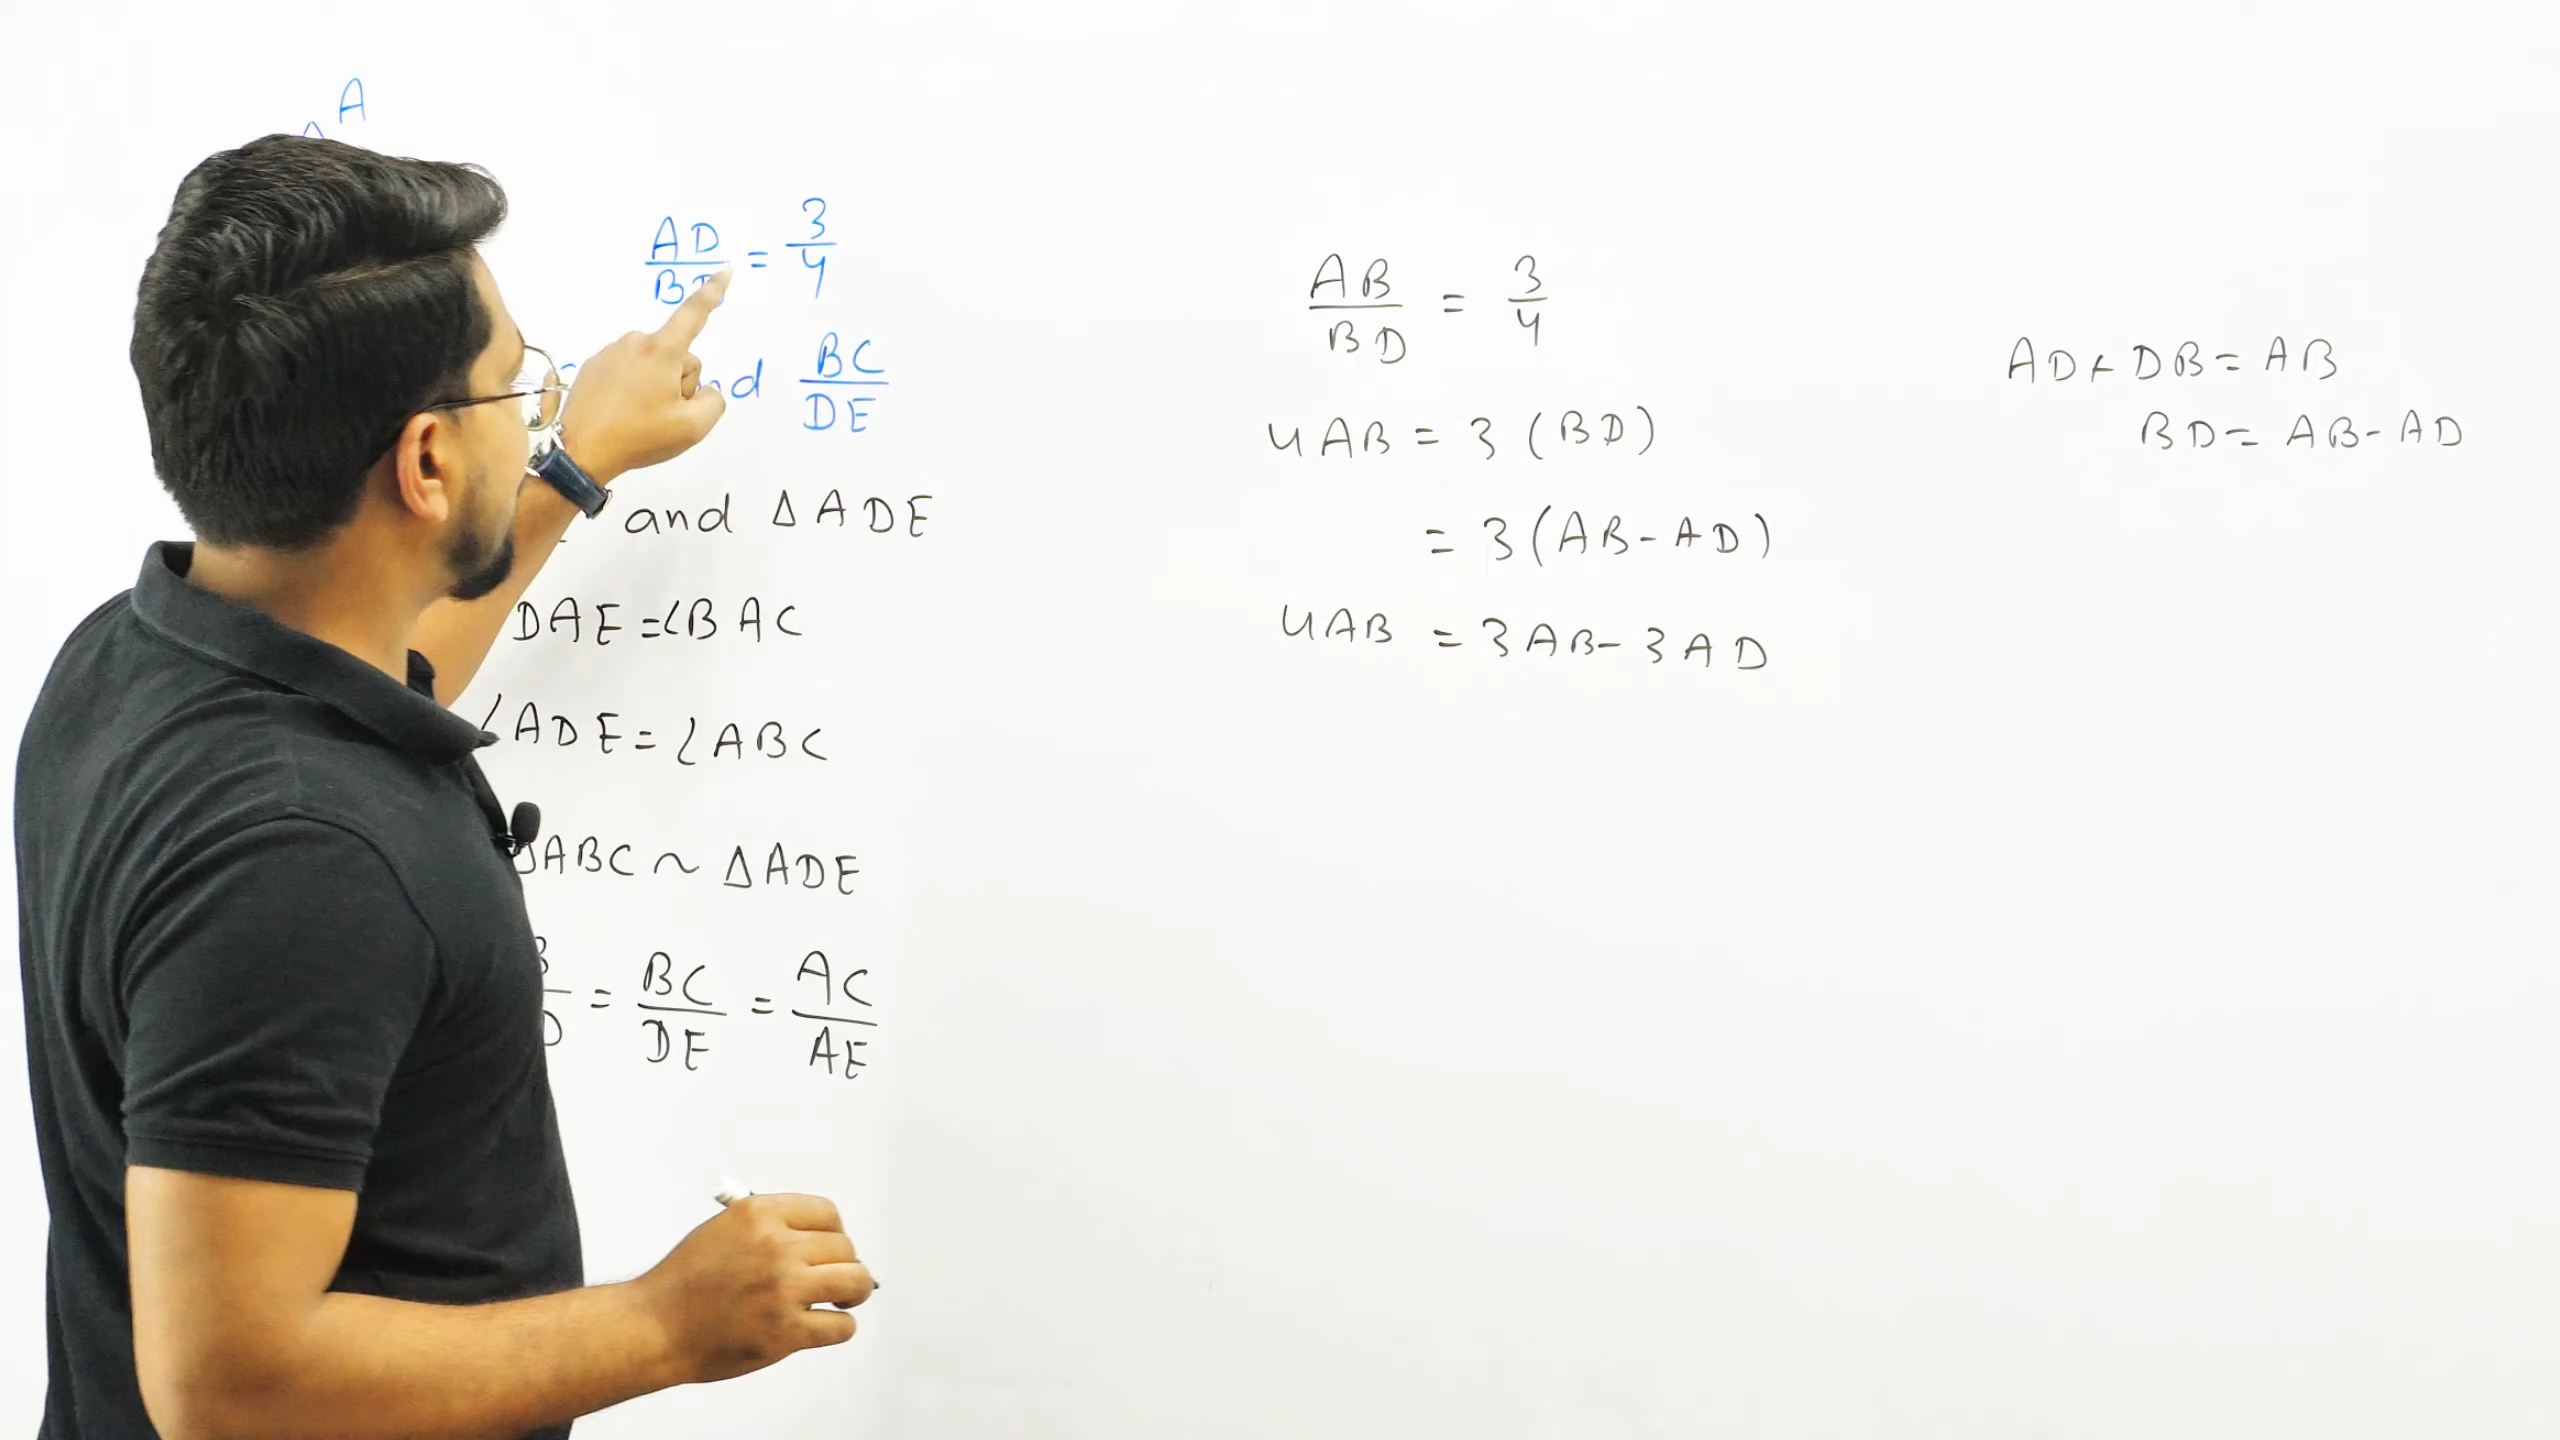 A
AD/BD = 3/4
BC/DE
and △ADE
DAE = ∠BAC
∠ADE = ∠ABC
△ABC ~ △ADE
= BC/DE = AC/AE
AB/BD = 3/4
4AB = 3(BD)
= 3(AB-AD)
4AB = 3AB-3AD
AD+DB = AB
BD = AB-AD